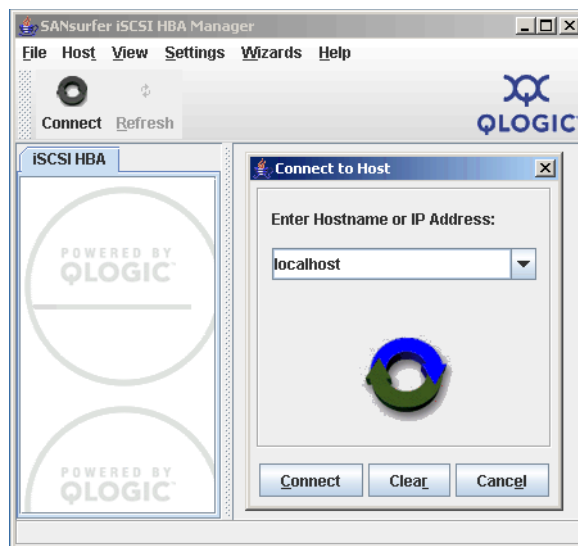 SANsurfer iSCSI HBA Manager
File Host View Settings Wizards Help
Connect Refresh
QLOGIC
iSCSI HBA
Connect to Host
Enter Hostname or IP Address:
localhost
POWERED BY
QLOGIC
POWERED BY
QLOGIC
Connect Clear Cancel